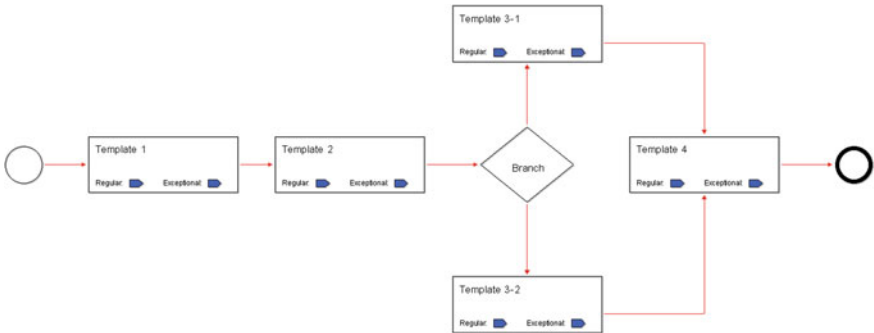 Template 3-1
Regular: Exceptional:
Template 1
Regular: Exceptional:
Template 2
Regular: Exceptional:
Branch
Template 4
Regular: Exceptional:
Template 3-2
Regular: Exceptional: